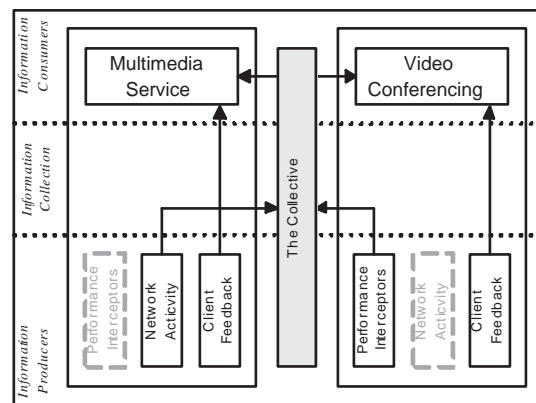 Information
Consumers
Multimedia
Service
Video
Conferencing
Information
Collection
The Collective
Information
Producers
Performance
Interceptors
Network
Acticvity
Client
Feedback
Performance
Interceptors
Network
Acticvity
Client
Feedback